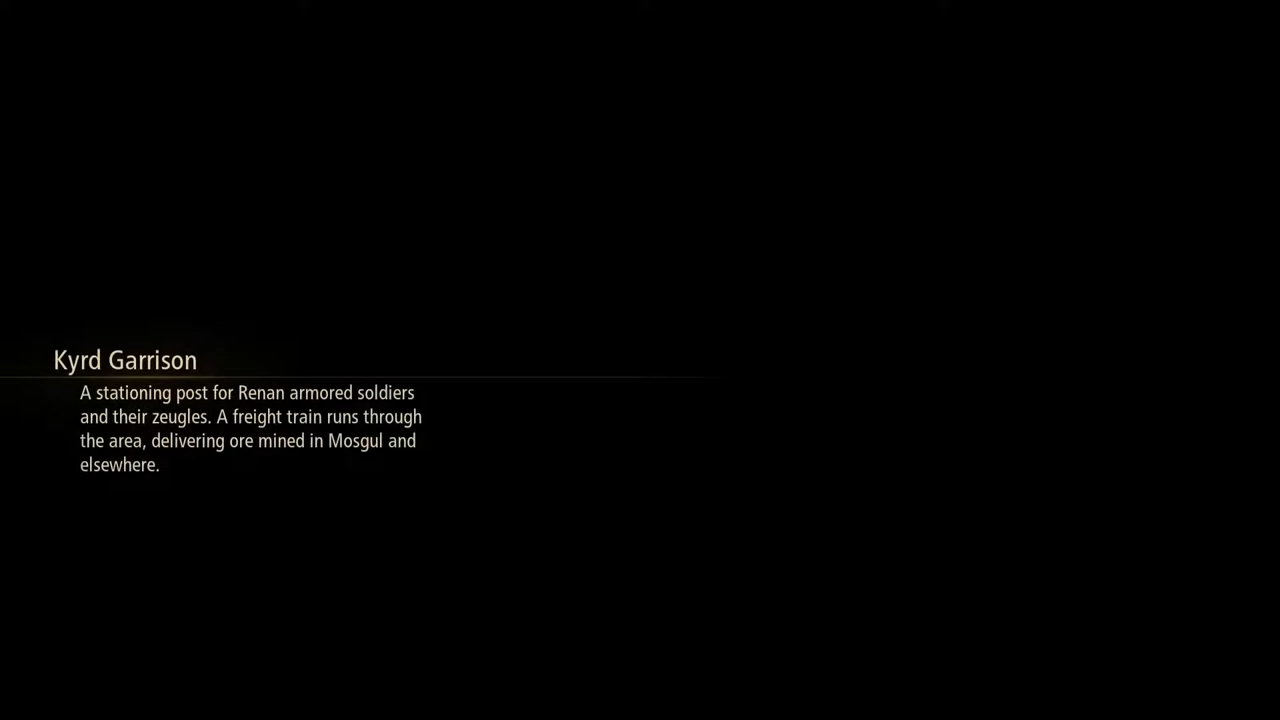 Kyrd Garrison
A stationing post for Renan armored soldiers
and their zeugles. A freight train runs through
the area, delivering ore mined in Mosgul and
elsewhere.